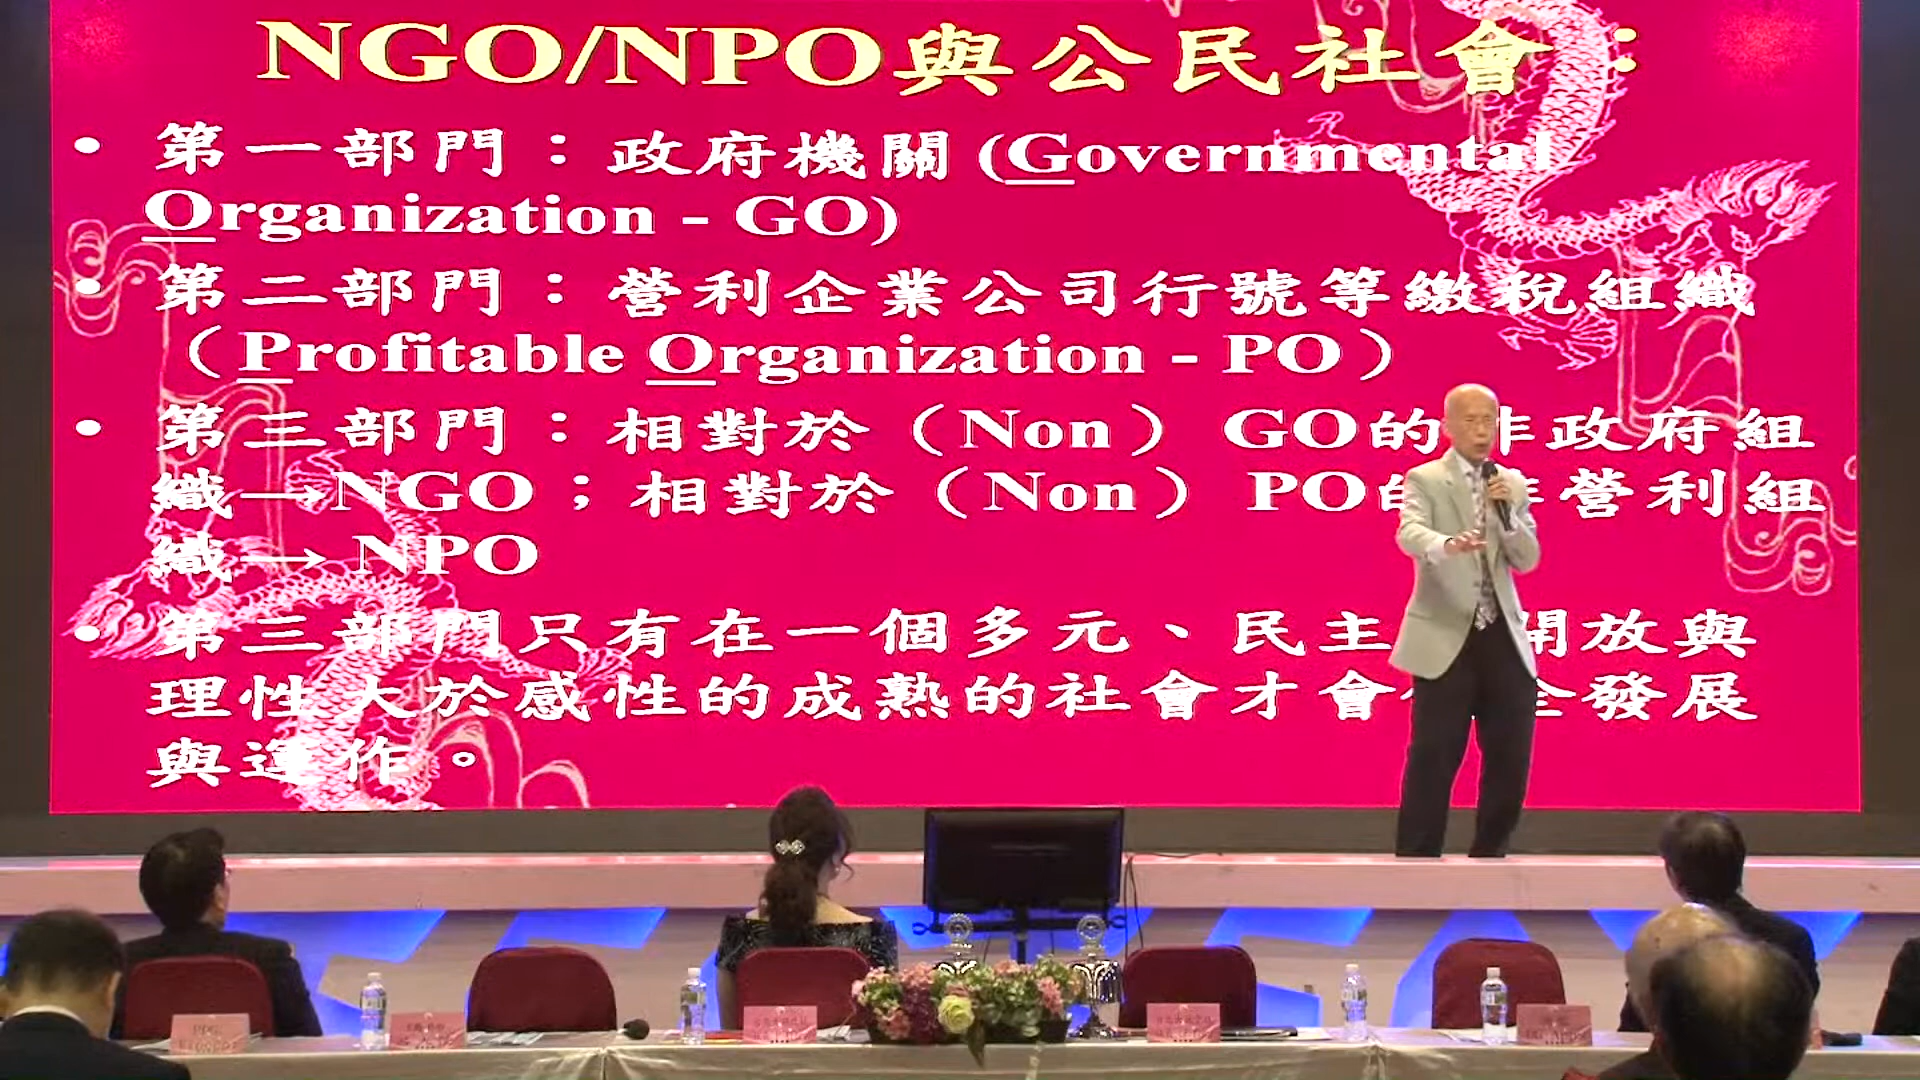 NGO/NPO與公民社會：
• 第一部門：政府機關 (Governmental
Organization - GO)
• 第二部門：營利企業公司行號等繳稅組織
（Profitable Organization - PO）
• 第三部門：相對於（Non） GO的非政府組
織→NGO；相對於（Non） PO的非營利組
織→ NPO
• 第三部門只有在一個多元、民主、開放與
理性大於感性的成熟的社會才會 全發展
與運作。